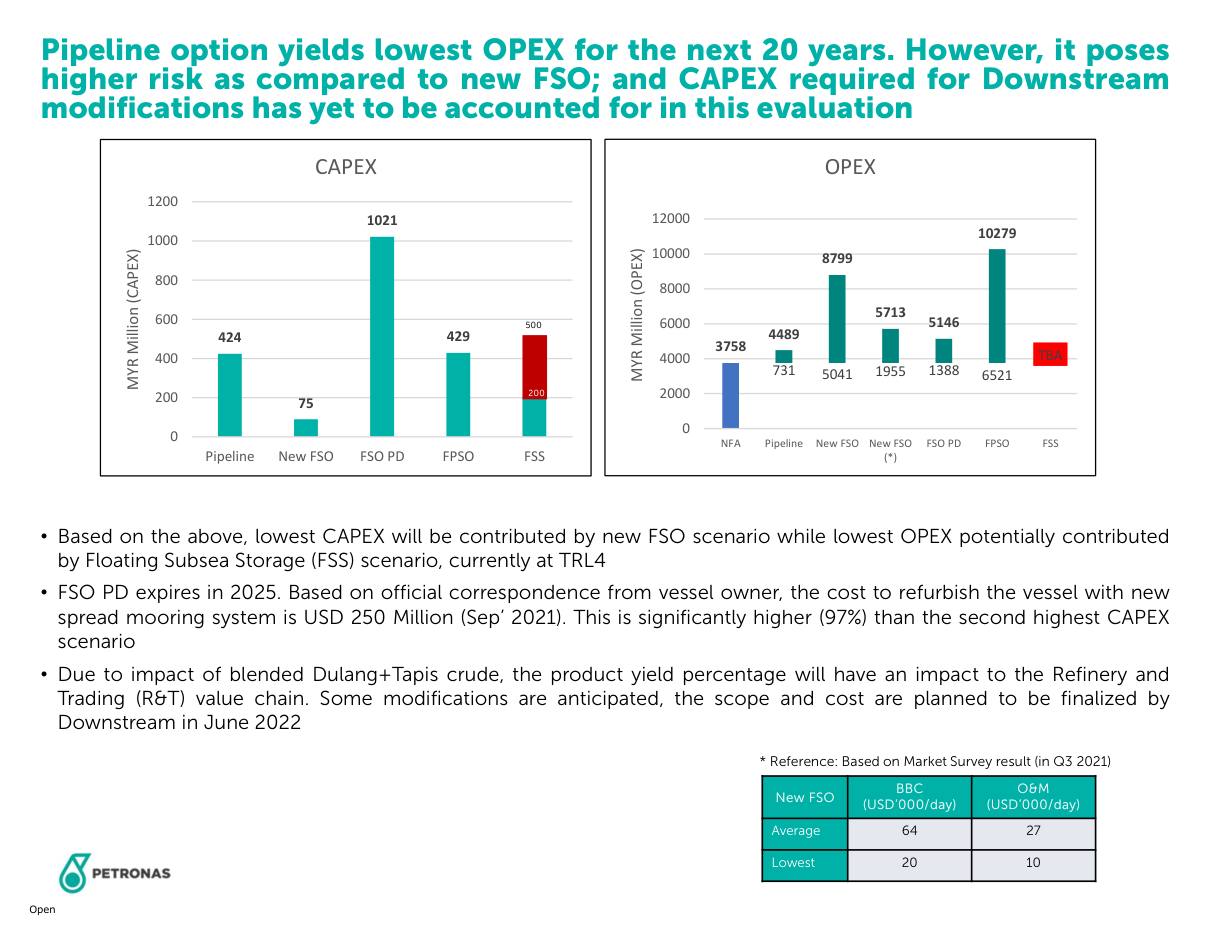 Pipeline option yields lowest OPEX for the next 20 years. However, it poses
higher risk as compared to new FSO; and CAPEX required for Downstream
modifications has yet to be accounted for in this evaluation
CAPEX
MYR Million (CAPEX)
1200
1000
800
600
400
200
0
424
75
1021
429
500
200
Pipeline
New FSO
FSO PD
FPSO
FSS
OPEX
MYR Million (OPEX)
12000
10000
8000
6000
4000
2000
0
3758
4489
731
8799
5041
5713
1955
5146
1388
10279
6521
TBA
NFA
Pipeline
New FSO
New FSO
(*)
FSO PD
FPSO
FSS
• Based on the above, lowest CAPEX will be contributed by new FSO scenario while lowest OPEX potentially contributed
by Floating Subsea Storage (FSS) scenario, currently at TRL4
• FSO PD expires in 2025. Based on official correspondence from vessel owner, the cost to refurbish the vessel with new
spread mooring system is USD 250 Million (Sep’ 2021). This is significantly higher (97%) than the second highest CAPEX
scenario
• Due to impact of blended Dulang+Tapis crude, the product yield percentage will have an impact to the Refinery and
Trading (R&T) value chain. Some modifications are anticipated, the scope and cost are planned to be finalized by
Downstream in June 2022
* Reference: Based on Market Survey result (in Q3 2021)
New FSO
BBC
(USD’000/day)
O&M
(USD’000/day)
Average
64
27
Lowest
20
10
PETRONAS
Open